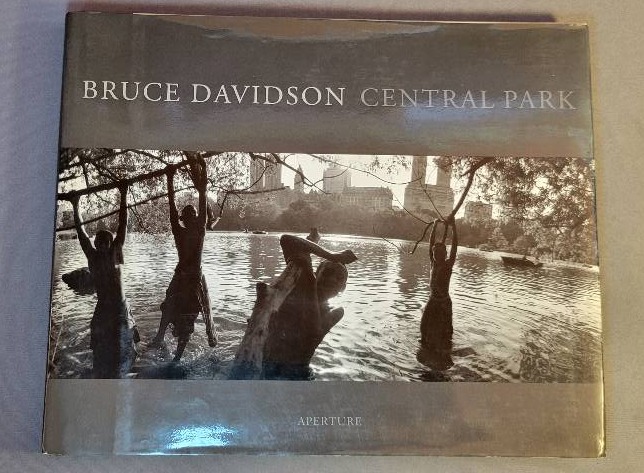 BRUCE DAVIDSON CENTRAL PARK
APERTURE